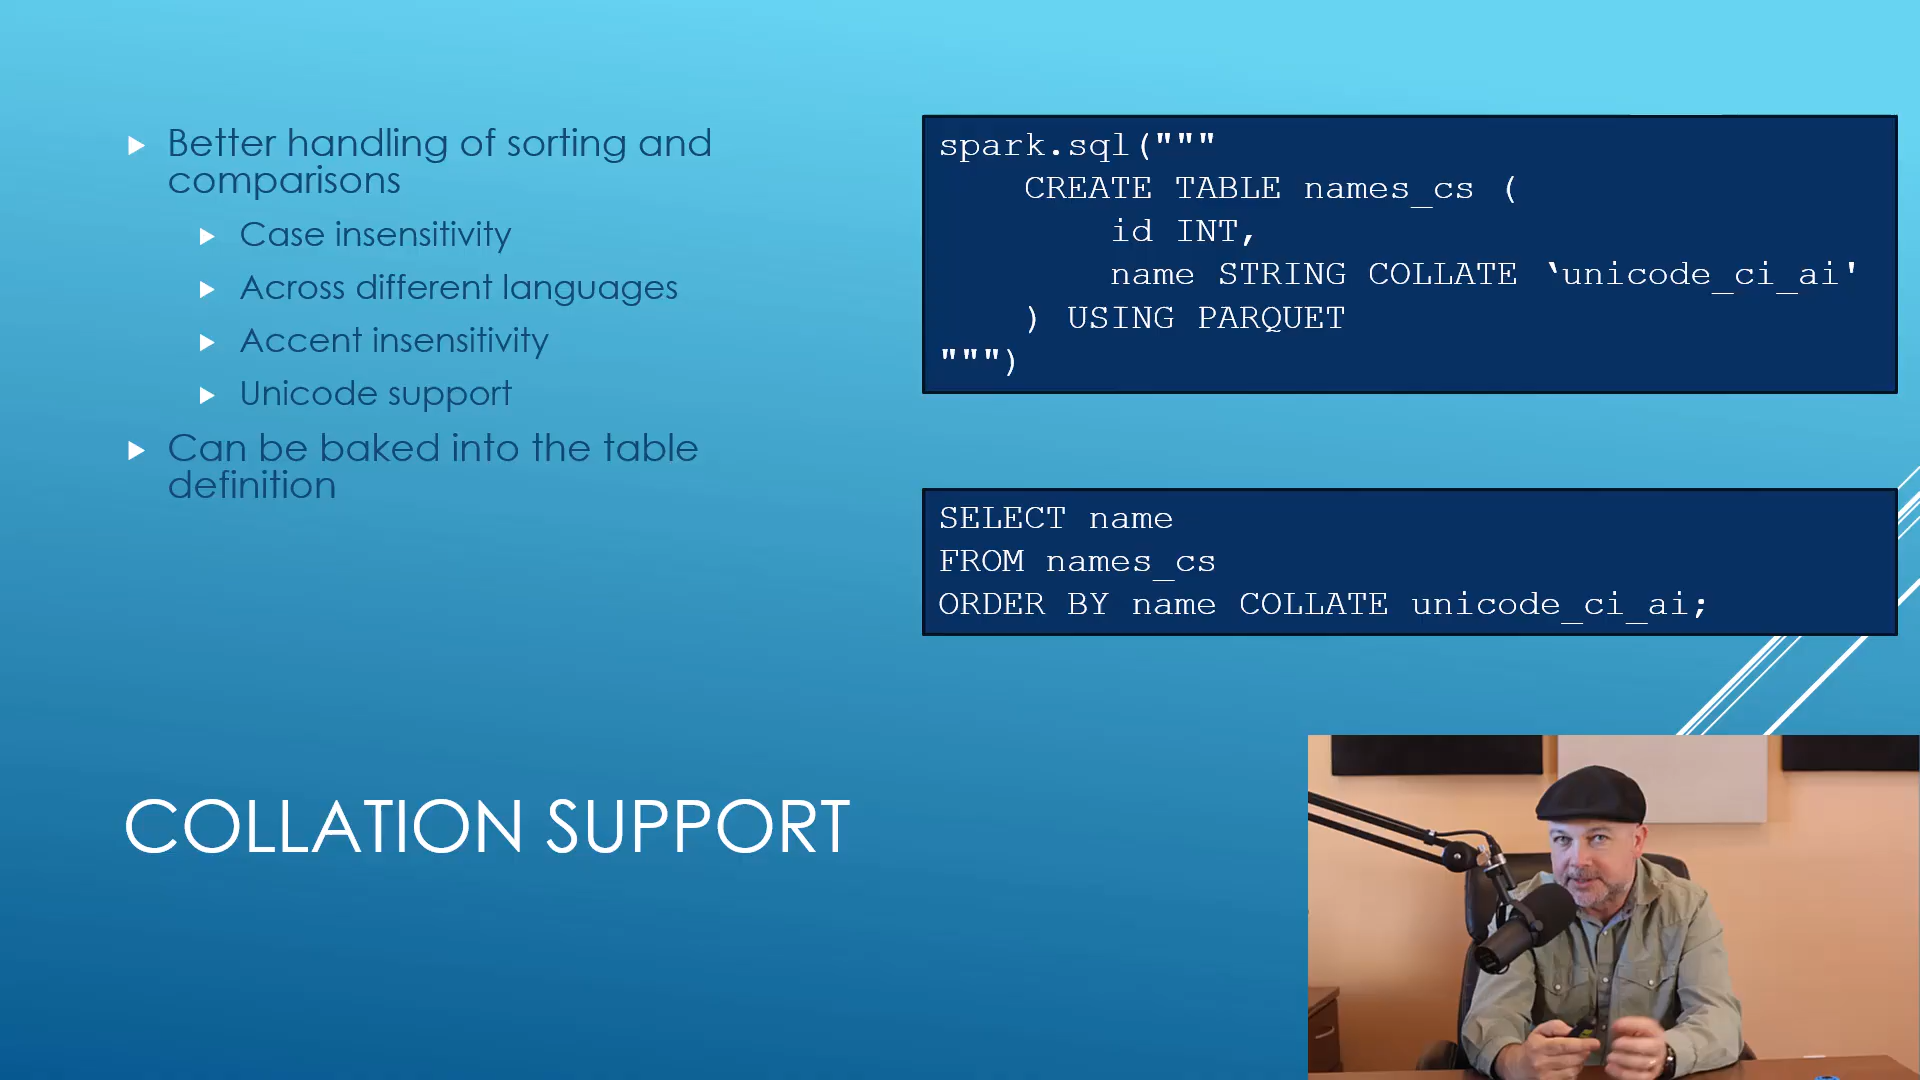 Better handling of sorting and
comparisons
Case insensitivity
Across different languages
Accent insensitivity
Unicode support
Can be baked into the table
definition
spark.sql("""
    CREATE TABLE names_cs (
        id INT,
        name STRING COLLATE ‘unicode_ci_ai'
    ) USING PARQUET
""")
SELECT name
FROM names_cs
ORDER BY name COLLATE unicode_ci_ai;
COLLATION SUPPORT